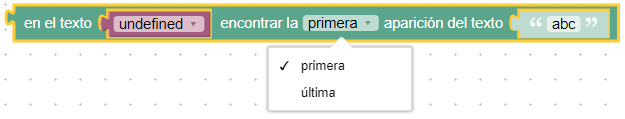 en el texto undefined encontrar la primera aparición del texto “ abc ”
✓ primera
última